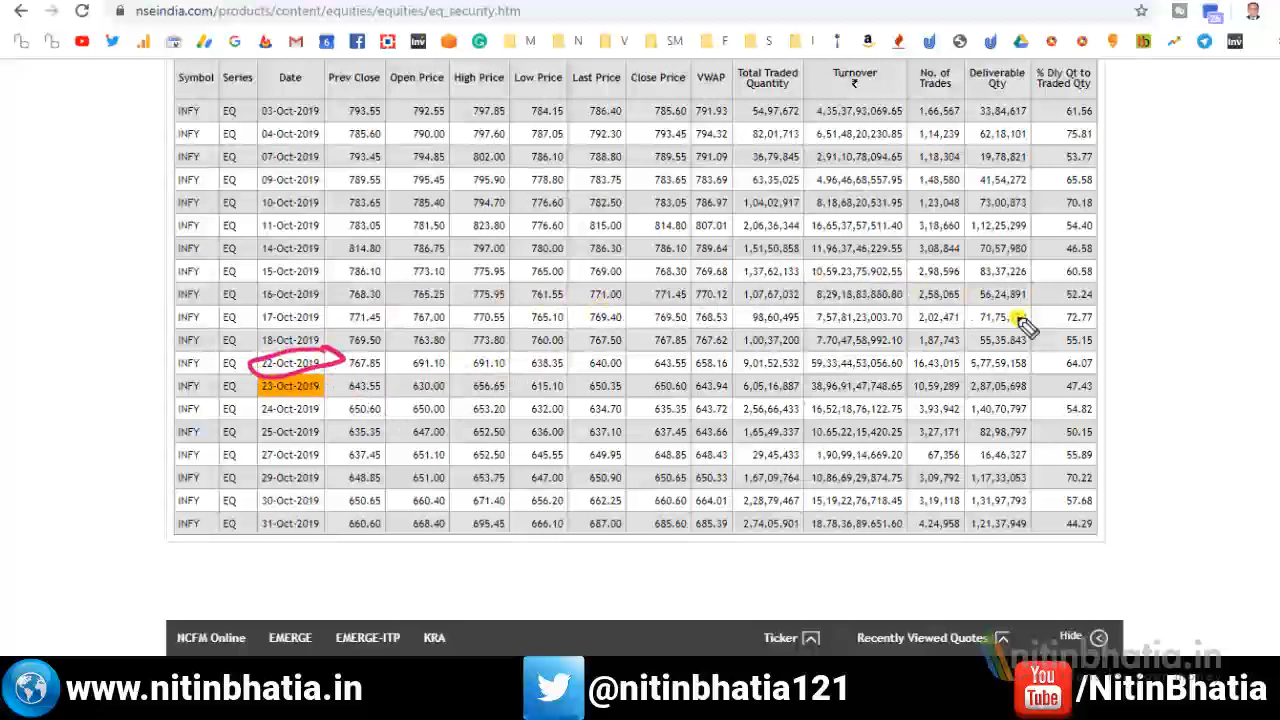 nseindia.com/products/content/equities/equities/eq_security.htm
M N V SM F S I
Symbol Series Date Prev Close Open Price High Price Low Price Last Price Close Price VWAP Total Traded Quantity Turnover ₹ No. of Trades Deliverable Qty % Dly Qt to Traded Qty
INFY EQ 03-Oct-2019 793.55 792.55 797.85 784.15 786.40 785.60 791.93 54,97,672 4,35,37,93,069.65 1,66,567 33,84,617 61.56
INFY EQ 04-Oct-2019 785.60 790.00 797.60 787.05 792.30 793.45 794.32 82,01,713 6,51,48,20,230.85 1,14,239 62,18,101 75.81
INFY EQ 07-Oct-2019 793.45 794.85 802.00 786.10 788.80 789.55 791.09 36,79,845 2,91,10,78,094.65 1,18,304 19,78,821 53.77
INFY EQ 09-Oct-2019 789.55 795.45 795.90 778.80 783.75 783.65 783.69 63,35,025 4,96,46,68,557.95 1,48,580 41,54,272 65.58
INFY EQ 10-Oct-2019 783.65 785.40 794.70 776.60 782.50 783.05 786.97 1,04,02,917 8,18,68,20,531.95 1,23,048 73,00,873 70.18
INFY EQ 11-Oct-2019 783.05 781.50 823.80 776.60 815.00 814.80 807.01 2,06,36,344 16,65,37,57,511.40 3,18,660 1,12,25,299 54.40
INFY EQ 14-Oct-2019 814.80 786.75 797.00 780.00 786.30 786.10 789.64 1,51,50,858 11,96,37,46,229.55 3,08,844 70,57,980 46.58
INFY EQ 15-Oct-2019 786.10 773.10 775.95 765.00 769.00 768.30 769.68 1,37,62,133 10,59,23,75,902.55 2,98,596 83,37,226 60.58
INFY EQ 16-Oct-2019 768.30 765.25 775.95 761.55 771.00 771.45 770.12 1,07,67,032 8,29,18,83,880.80 2,58,065 56,24,891 52.24
INFY EQ 17-Oct-2019 771.45 767.00 770.55 765.10 769.40 769.50 768.53 98,60,495 7,57,81,23,003.70 2,02,471 71,75, 72.77
INFY EQ 18-Oct-2019 769.50 763.80 773.80 760.00 767.50 767.85 767.62 1,00,37,200 7,70,47,58,992.10 1,87,743 55,35,843 55.15
INFY EQ 22-Oct-2019 767.85 691.10 691.10 638.35 640.00 643.55 658.16 9,01,52,532 59,33,44,53,056.60 16,43,015 5,77,59,158 64.07
INFY EQ 23-Oct-2019 643.55 630.00 656.65 615.10 650.35 650.60 643.94 6,05,16,887 38,96,91,47,748.65 10,59,289 2,87,05,698 47.43
INFY EQ 24-Oct-2019 650.60 650.00 653.20 632.00 634.70 635.35 643.72 2,56,66,433 16,52,18,76,122.75 3,93,942 1,40,70,797 54.82
INFY EQ 25-Oct-2019 635.35 647.00 652.50 636.00 637.10 637.45 643.66 1,65,49,337 10,65,22,15,420.25 3,27,171 82,98,797 50.15
INFY EQ 27-Oct-2019 637.45 651.10 652.50 645.55 649.95 648.85 648.43 29,45,433 1,90,99,14,669.20 67,356 16,46,327 55.89
INFY EQ 29-Oct-2019 648.85 651.00 653.75 647.00 650.90 650.65 650.33 1,67,09,764 10,86,69,29,874.75 3,09,792 1,17,33,053 70.22
INFY EQ 30-Oct-2019 650.65 660.40 671.40 656.20 662.25 660.60 664.01 2,28,79,467 15,19,22,76,718.45 3,19,118 1,31,97,793 57.68
INFY EQ 31-Oct-2019 660.60 668.40 695.45 666.10 687.00 685.60 685.39 2,74,05,901 18,78,36,89,651.60 4,24,958 1,21,37,949 44.29
NCFM Online EMERGE EMERGE-ITP KRA Ticker Recently Viewed Quotes Hide
nitinbhatia.in
www.nitinbhatia.in @nitinbhatia121 You Tube /NitinBhatia